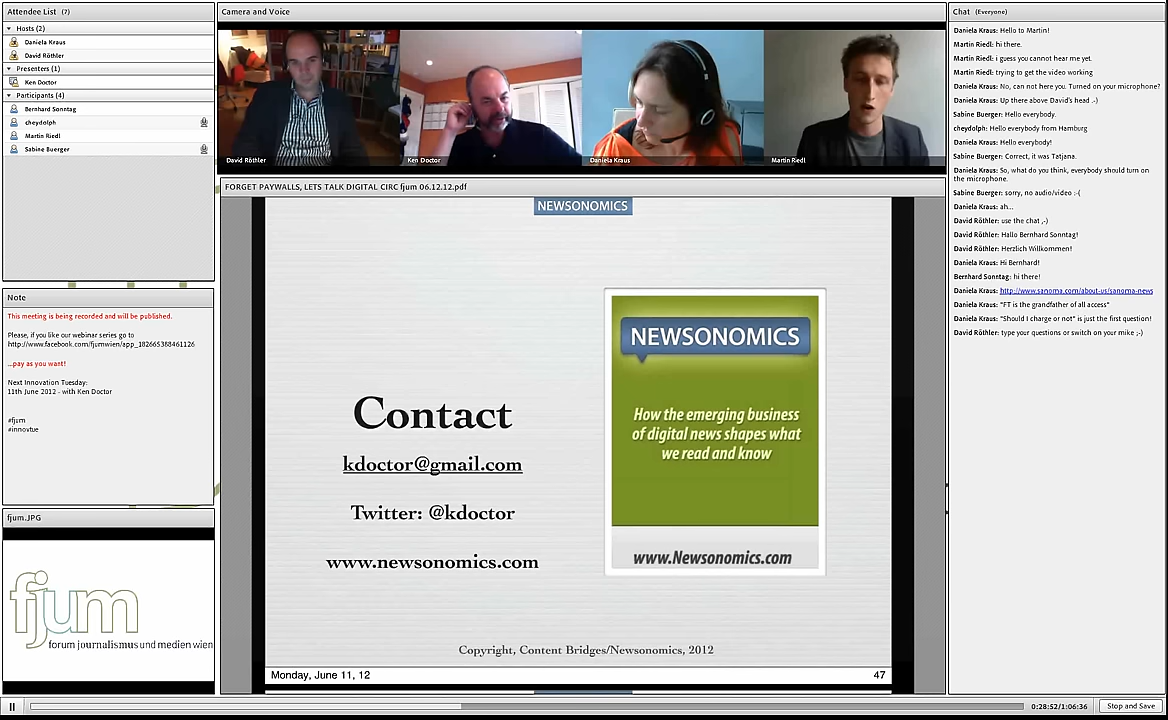 Attendee List (7)
Hosts (2)
Daniela Kraus
David Röthler
Presenters (1)
Ken Doctor
Participants (4)
Bernhard Sonntag
cheydolph
Martin Riedl
Sabine Buerger
Note
This meeting is being recorded and will be published.
Please, if you like our webinar series go to
http://www.facebook.com/fjumwien/app_182665388461126
...pay as you want!
Next Innovation Tuesday:
11th June 2012 - with Ken Doctor
#fjum
#innovtue
fjum.JPG
fjum
forum journalismus und medien wien
Camera and Voice
David Röthler
Ken Doctor
Daniela Kraus
Martin Riedl
FORGET PAYWALLS, LETS TALK DIGITAL CIRC fjum 06.12.12.pdf
NEWSONOMICS
Contact
kdoctor@gmail.com
Twitter: @kdoctor
www.newsonomics.com
NEWSONOMICS
How the emerging business
of digital news shapes what
we read and know
www.Newsonomics.com
Copyright, Content Bridges/Newsonomics, 2012
Monday, June 11, 12
47
Chat (Everyone)
Daniela Kraus: Hello to Martin!
Martin Riedl: hi there.
Martin Riedl: i guess you cannot hear me yet.
Martin Riedl: trying to get the video working
Daniela Kraus: No, can not here you. Turned on your microphone?
Daniela Kraus: Up there above David's head :-)
Sabine Buerger: Hello everybody.
cheydolph: Hello everybody from Hamburg
Daniela Kraus: Hello everybody!
Sabine Buerger: Correct, it was Tatjana.
Daniela Kraus: So, what do you think, everybody should turn on
the microphone.
Sabine Buerger: sorry, no audio/video :-(
Daniela Kraus: ah...
David Röthler: use the chat ;-)
David Röthler: Hallo Bernhard Sonntag!
David Röthler: Herzlich Willkommen!
Daniela Kraus: Hi Bernhard!
Bernhard Sonntag: hi there!
Daniela Kraus: http://www.sanoma.com/about-us/sanoma-news
Daniela Kraus: "FT is the grandfather of all access"
Daniela Kraus: "Should I charge or not" is just the first question!
David Röthler: type your questions or switch on your mike ;-)
0:28:52/1:06:36
Stop and Save